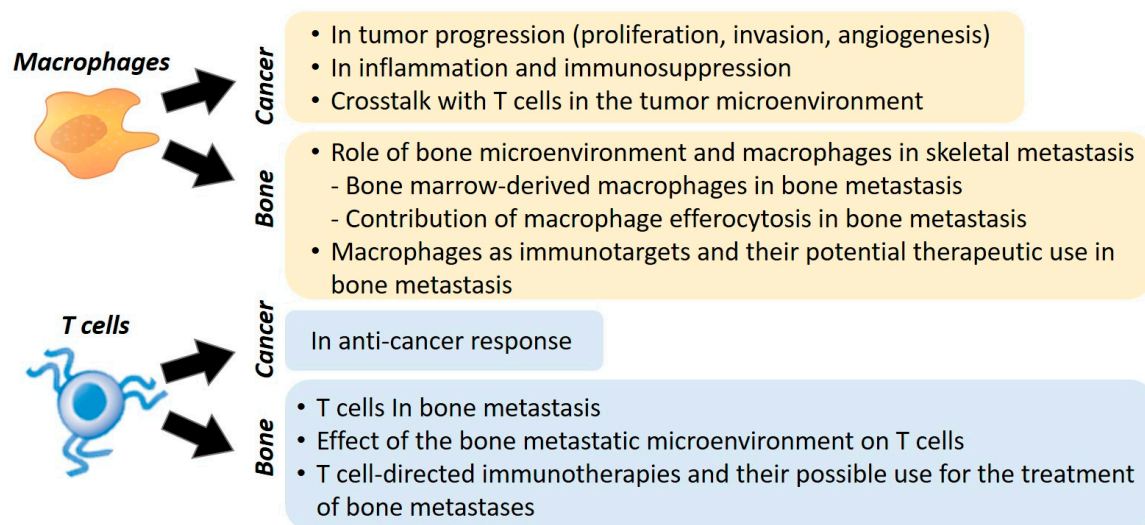 Macrophages
Cancer
• In tumor progression (proliferation, invasion, angiogenesis)
• In inflammation and immunosuppression
• Crosstalk with T cells in the tumor microenvironment
Bone
• Role of bone microenvironment and macrophages in skeletal metastasis
- Bone marrow-derived macrophages in bone metastasis
- Contribution of macrophage efferocytosis in bone metastasis
• Macrophages as immunotargets and their potential therapeutic use in
bone metastasis
T cells
Cancer
In anti-cancer response
Bone
• T cells In bone metastasis
• Effect of the bone metastatic microenvironment on T cells
• T cell-directed immunotherapies and their possible use for the treatment
of bone metastases